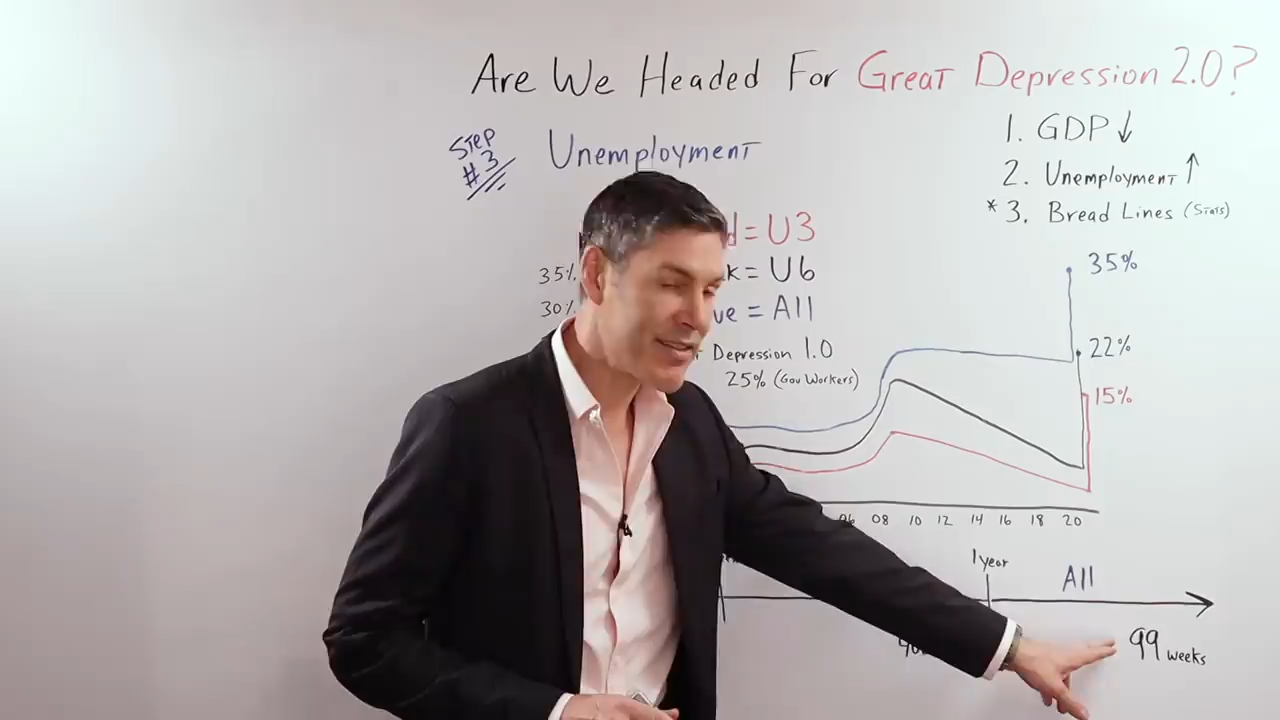 Are We Headed For Great Depression 2.0?
Step #3
Unemployment
1. GDP ↓
2. Unemployment ↑
* 3. Bread Lines (Stats)
= U3
= U6
= All
Depression 1.0
25% (Gov Workers)
35%
30%
35%
22%
15%
06 08 10 12 14 16 18 20
1 year
All
99 weeks